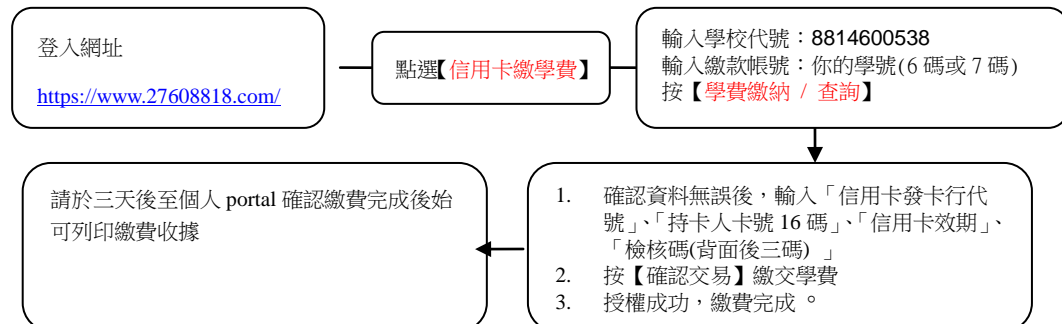 登入網址
https://www.27608818.com/
點選【信用卡繳學費】
輸入學校代號：8814600538
輸入繳款帳號：你的學號(6 碼或 7 碼)
按【學費繳納 / 查詢】
1. 確認資料無誤後，輸入「信用卡發卡行代
號」、「持卡人卡號 16 碼」、「信用卡效期」、
「檢核碼(背面後三碼) 」
2. 按【確認交易】繳交學費
3. 授權成功，繳費完成。
請於三天後至個人 portal 確認繳費完成後始
可列印繳費收據